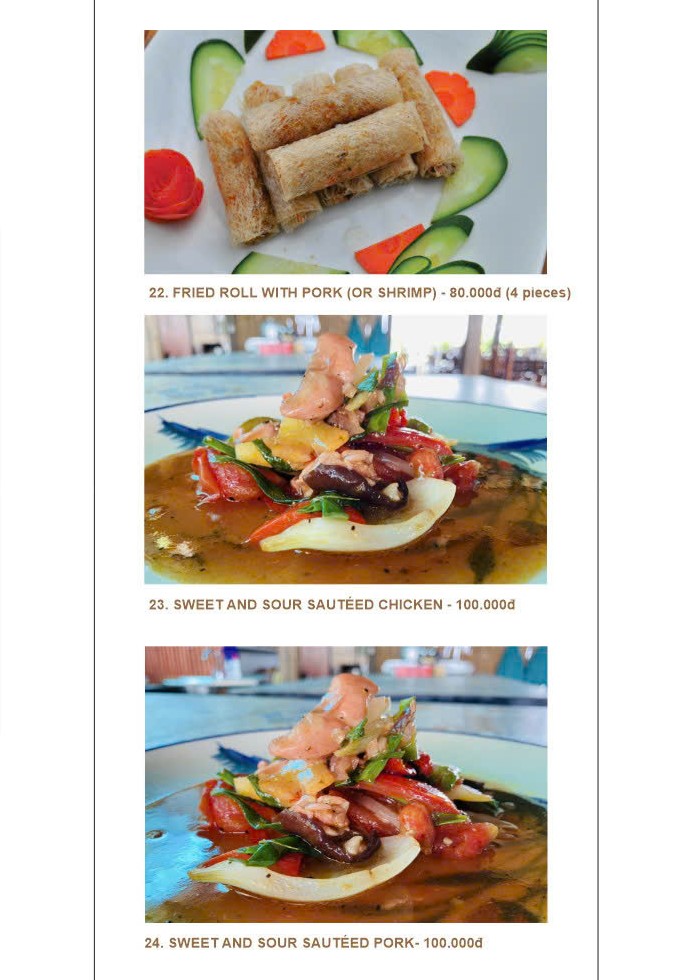 22. FRIED ROLL WITH PORK (OR SHRIMP) - 80.000đ (4 pieces)
23. SWEET AND SOUR SAUTÉED CHICKEN - 100.000đ
24. SWEET AND SOUR SAUTÉED PORK- 100.000đ